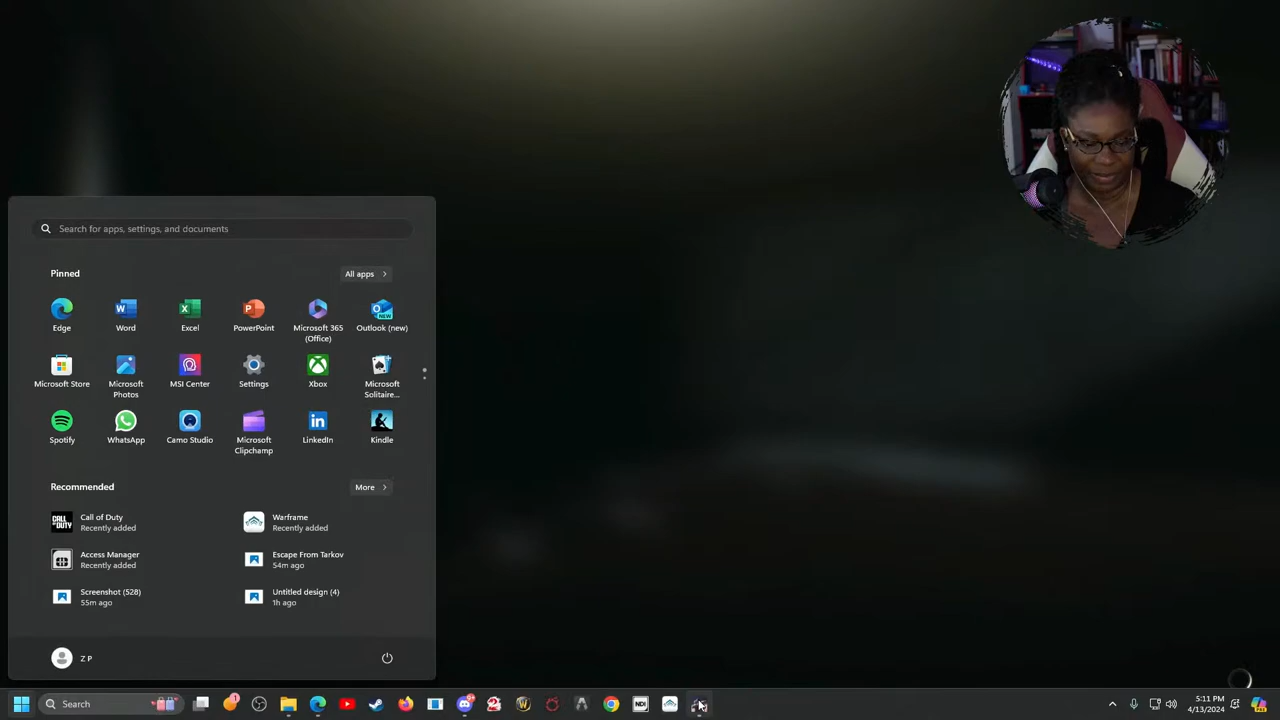 Search for apps, settings, and documents
Pinned
All apps
Edge
Word
Excel
PowerPoint
Microsoft 365
(Office)
Outlook (new)
Microsoft Store
Microsoft
Photos
MSI Center
Settings
Xbox
Microsoft
Solitaire...
Spotify
WhatsApp
Camo Studio
Microsoft
Clipchamp
LinkedIn
Kindle
Recommended
More
Call of Duty
Recently added
Warframe
Recently added
Access Manager
Recently added
Escape From Tarkov
54m ago
Screenshot (528)
55m ago
Untitled design (4)
1h ago
Z P
Search
NDI
5:11 PM
4/13/2024